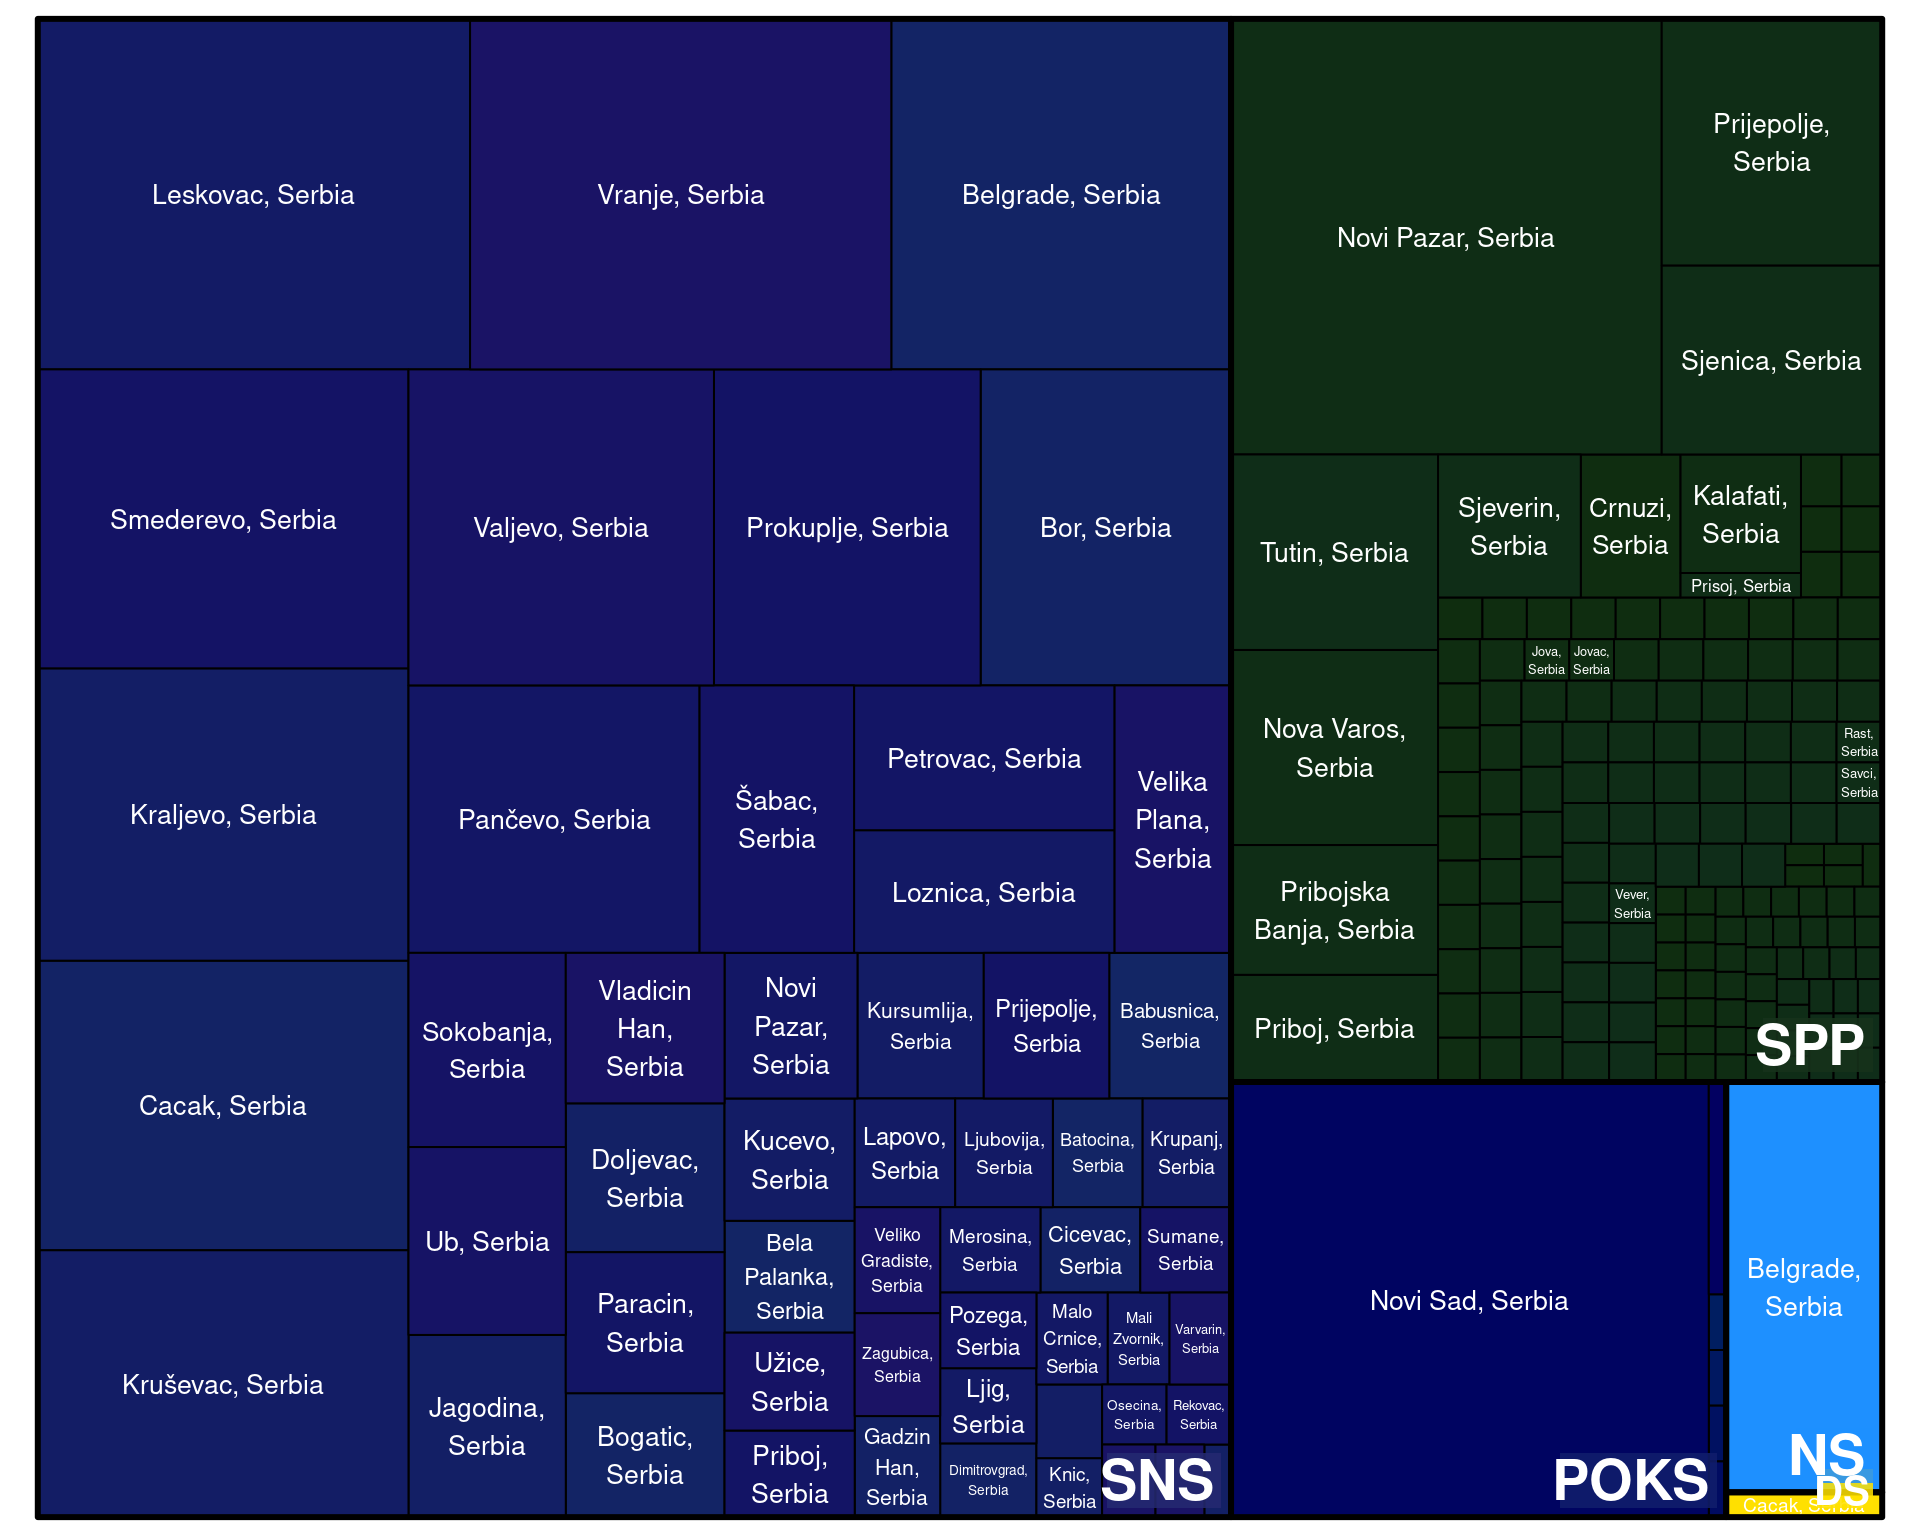 Leskovac, Serbia
Vranje, Serbia
Belgrade, Serbia
Smederevo, Serbia
Valjevo, Serbia
Prokuplje, Serbia
Bor, Serbia
Kraljevo, Serbia
Pančevo, Serbia
Šabac,
Serbia
Petrovac, Serbia
Loznica, Serbia
Velika
Plana,
Serbia
Cacak, Serbia
Kruševac, Serbia
Sokobanja,
Serbia
Ub, Serbia
Jagodina,
Serbia
Vladicin
Han,
Serbia
Doljevac,
Serbia
Paracin,
Serbia
Bogatic,
Serbia
Novi
Pazar,
Serbia
Kursumlija,
Serbia
Prijepolje,
Serbia
Babusnica,
Serbia
Kucevo,
Serbia
Bela
Palanka,
Serbia
Užice,
Serbia
Priboj,
Serbia
Lapovo,
Serbia
Ljubovija,
Serbia
Batocina,
Serbia
Krupanj,
Serbia
Veliko
Gradiste,
Serbia
Zagubica,
Serbia
Gadzin
Han,
Serbia
Merosina,
Serbia
Cicevac,
Serbia
Sumane,
Serbia
Pozega,
Serbia
Ljig,
Serbia
Dimitrovgrad,
Serbia
Malo
Crnice,
Serbia
Mali
Zvornik,
Serbia
Varvarin,
Serbia
Osecina,
Serbia
Rekovac,
Serbia
Knic,
Serbia
SNS
Novi Pazar, Serbia
Prijepolje,
Serbia
Sjenica, Serbia
Tutin, Serbia
Nova Varos,
Serbia
Pribojska
Banja, Serbia
Priboj, Serbia
Sjeverin,
Serbia
Crnuzi,
Serbia
Kalafati,
Serbia
Prisoj, Serbia
Jova,
Serbia
Jovac,
Serbia
Rast,
Serbia
Savci,
Serbia
Vever,
Serbia
SPP
Novi Sad, Serbia
POKS
Belgrade,
Serbia
NS
DS
Cacak, Serbia